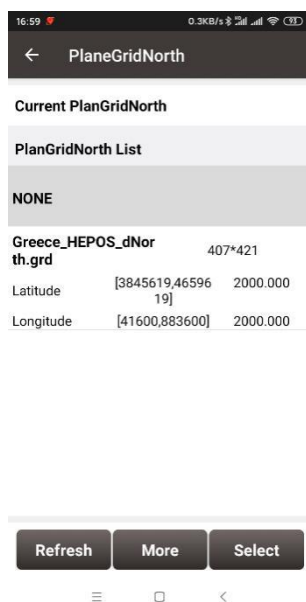 16:59 0.3KB/s 93
PlaneGridNorth
Current PlanGridNorth
PlanGridNorth List
NONE
Greece_HEPOS_dNor
th.grd 407*421
Latitude [3845619,46596
19] 2000.000
Longitude [41600,883600] 2000.000
Refresh More Select